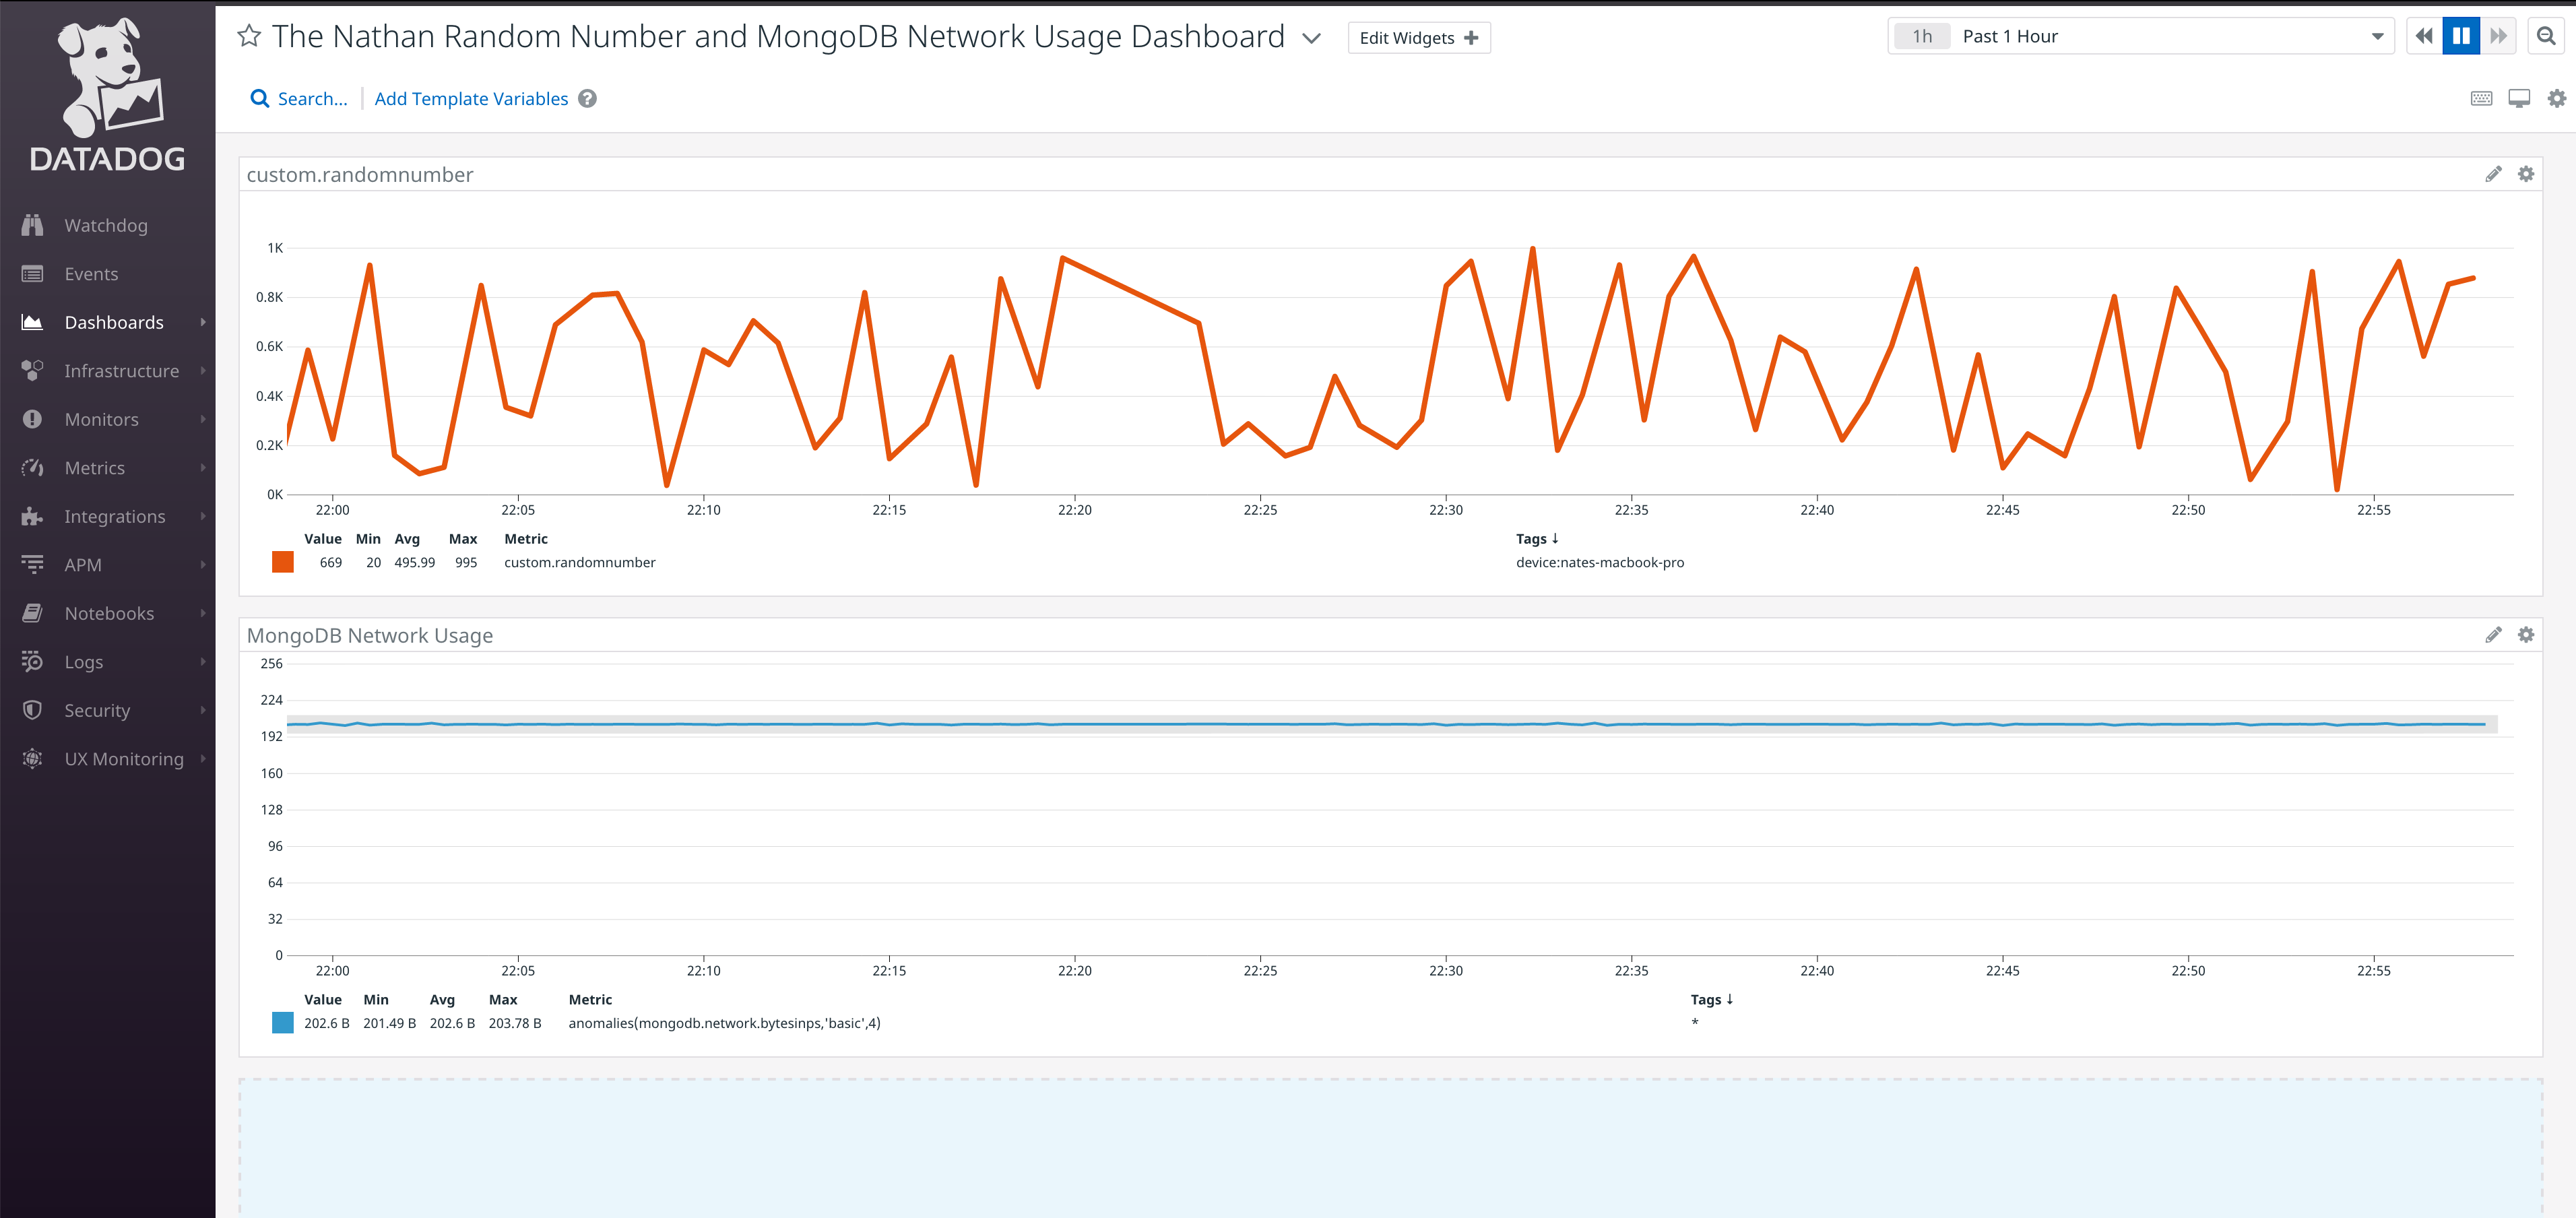 The Nathan Random Number and MongoDB Network Usage Dashboard
Edit Widgets
1h Past 1 Hour
DATADOG
Search... Add Template Variables ?
Watchdog
Events
Dashboards
Infrastructure
Monitors
Metrics
Integrations
APM
Notebooks
Logs
Security
UX Monitoring
custom.randomnumber
1K
0.8K
0.6K
0.4K
0.2K
0K
22:00 22:05 22:10 22:15 22:20 22:25 22:30 22:35 22:40 22:45 22:50 22:55
Value Min Avg Max Metric Tags ↓
669 20 495.99 995 custom.randomnumber device:nates-macbook-pro
MongoDB Network Usage
256
224
192
160
128
96
64
32
0
22:00 22:05 22:10 22:15 22:20 22:25 22:30 22:35 22:40 22:45 22:50 22:55
Value Min Avg Max Metric Tags ↓
202.6 B 201.49 B 202.6 B 203.78 B anomalies(mongodb.network.bytesinps,'basic',4) *